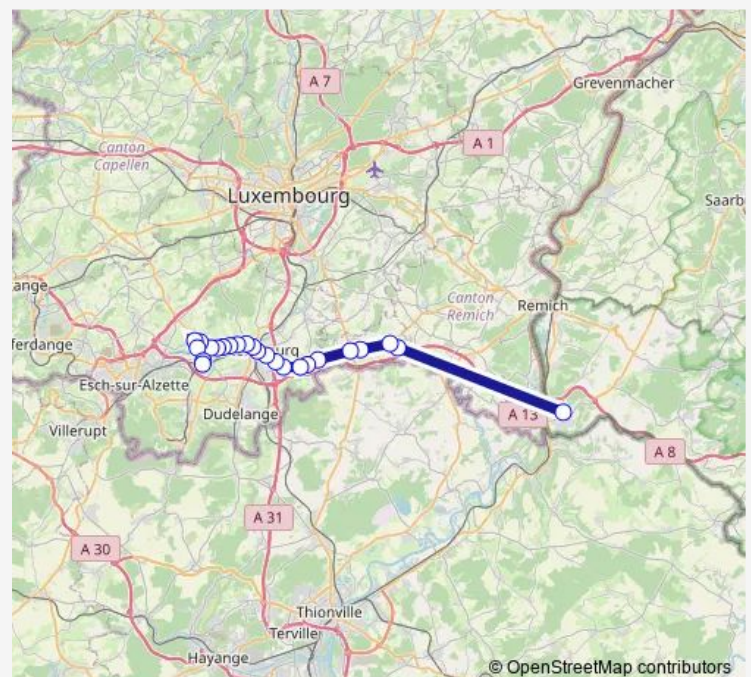 A 7
Grevenmacher
A 1
Canton
Capellen
Luxembourg
Saarb
ange
Canton
Remich
Remich
ferdange
urg
Esch-sur-Alzette
Dudelange
A 13
Villerupt
A 8
A 31
A 30
Thionville
Terville
Hayange
© OpenStreetMap contributors